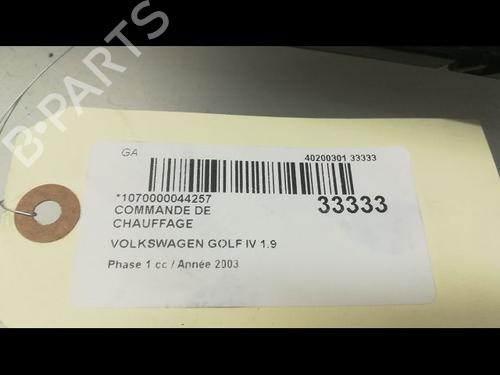 GA
40200301 33333
*1070000044257
33333
COMMANDE DE
CHAUFFAGE
VOLKSWAGEN GOLF IV 1.9
Phase 1 cc / Année 2003
B-PARTS